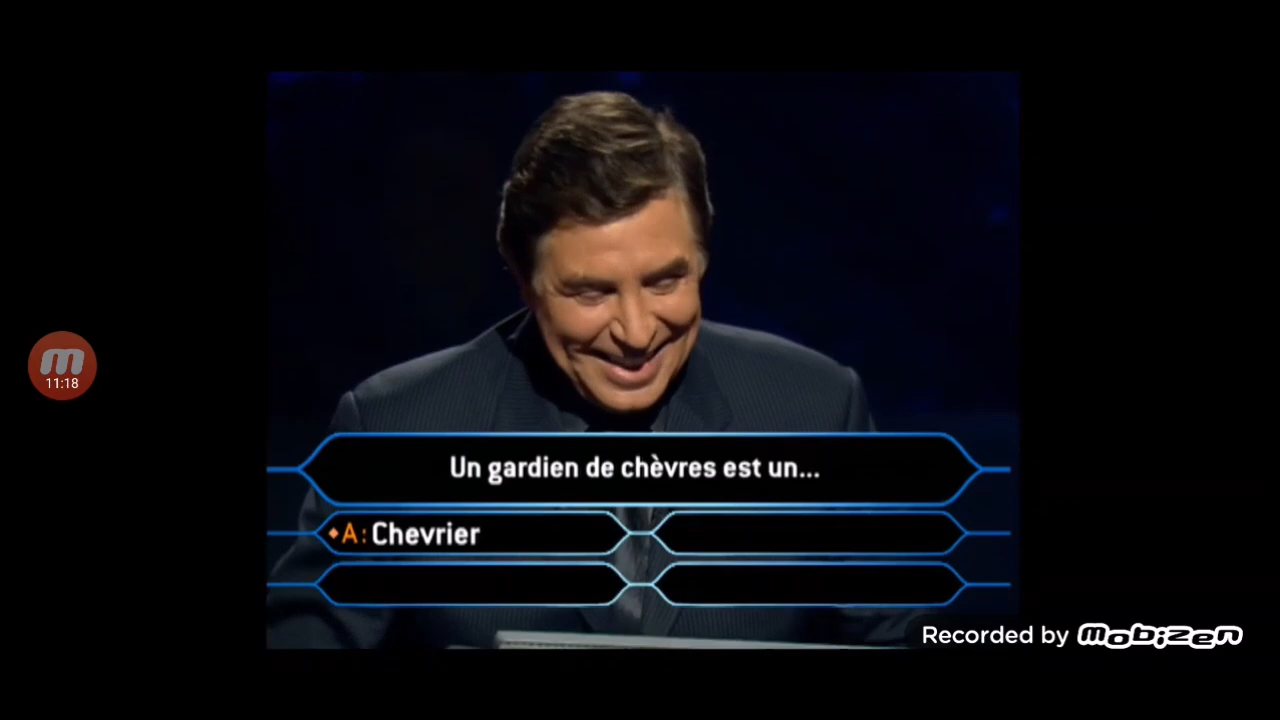 Un gardien de chèvres est un...
A: Chevrier
M
11:18
Recorded by mobizen